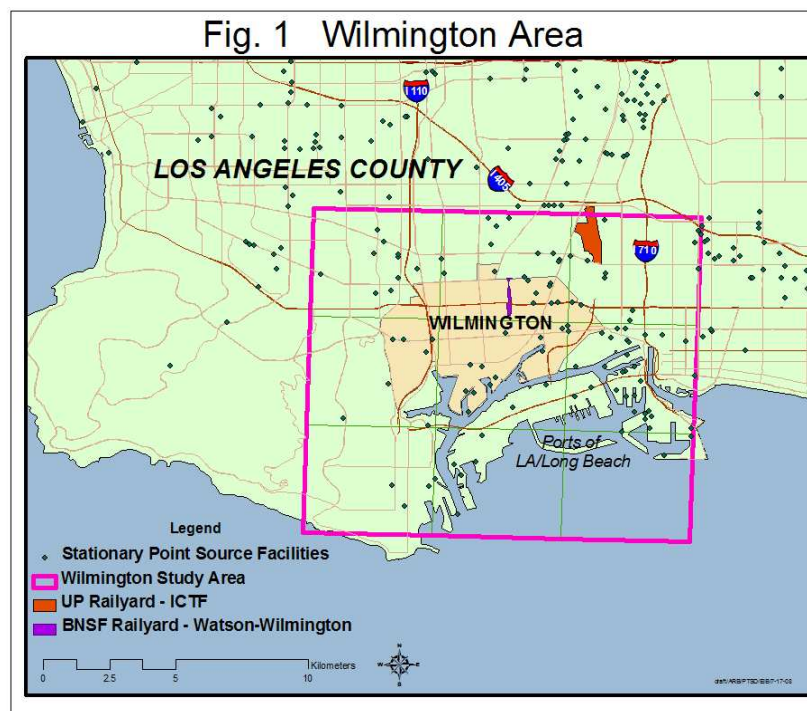 Fig. 1 Wilmington Area
110
LOS ANGELES COUNTY
405
710
WILMINGTON
Ports of
LA/Long Beach
Legend
Stationary Point Source Facilities
Wilmington Study Area
UP Railyard - ICTF
BNSF Railyard - Watson-Wilmington
Kilometers
0 2.5 5 10
N
W E
S